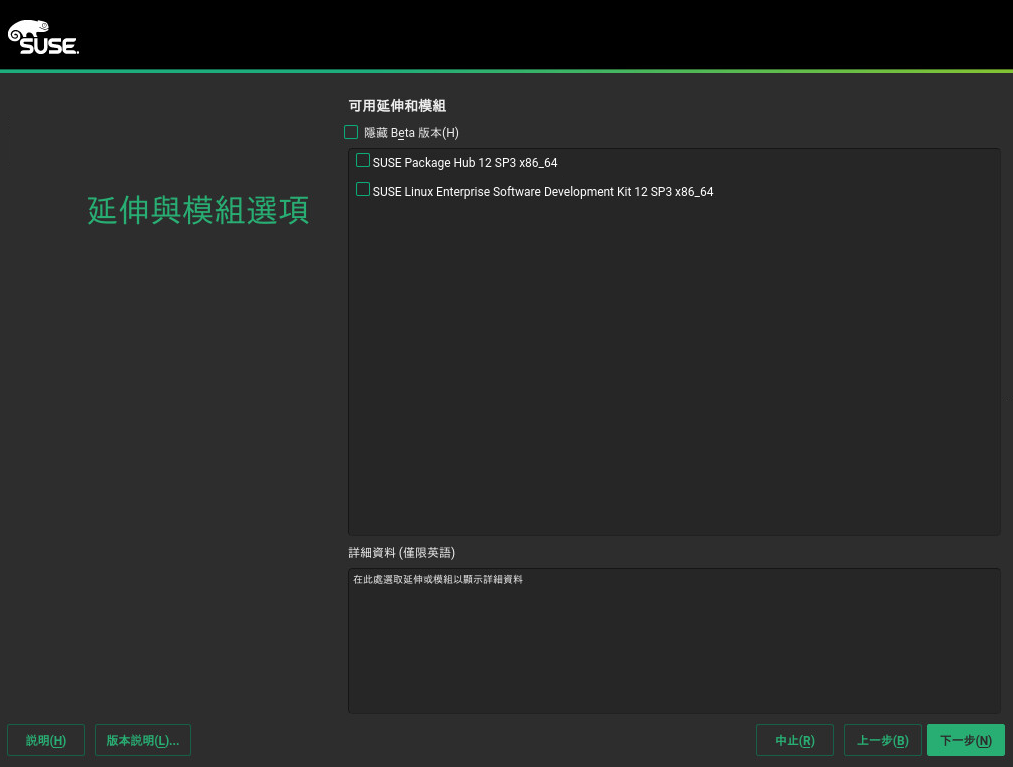 SUSE.
可用延伸和模組
隱藏 Beta 版本(H)
SUSE Package Hub 12 SP3 x86_64
SUSE Linux Enterprise Software Development Kit 12 SP3 x86_64
延伸與模組選項
詳細資料 (僅限英語)
在此處選取延伸或模組以顯示詳細資料
説明(H)
版本説明(L)...
中止(R)
上一步(B)
下一步(N)